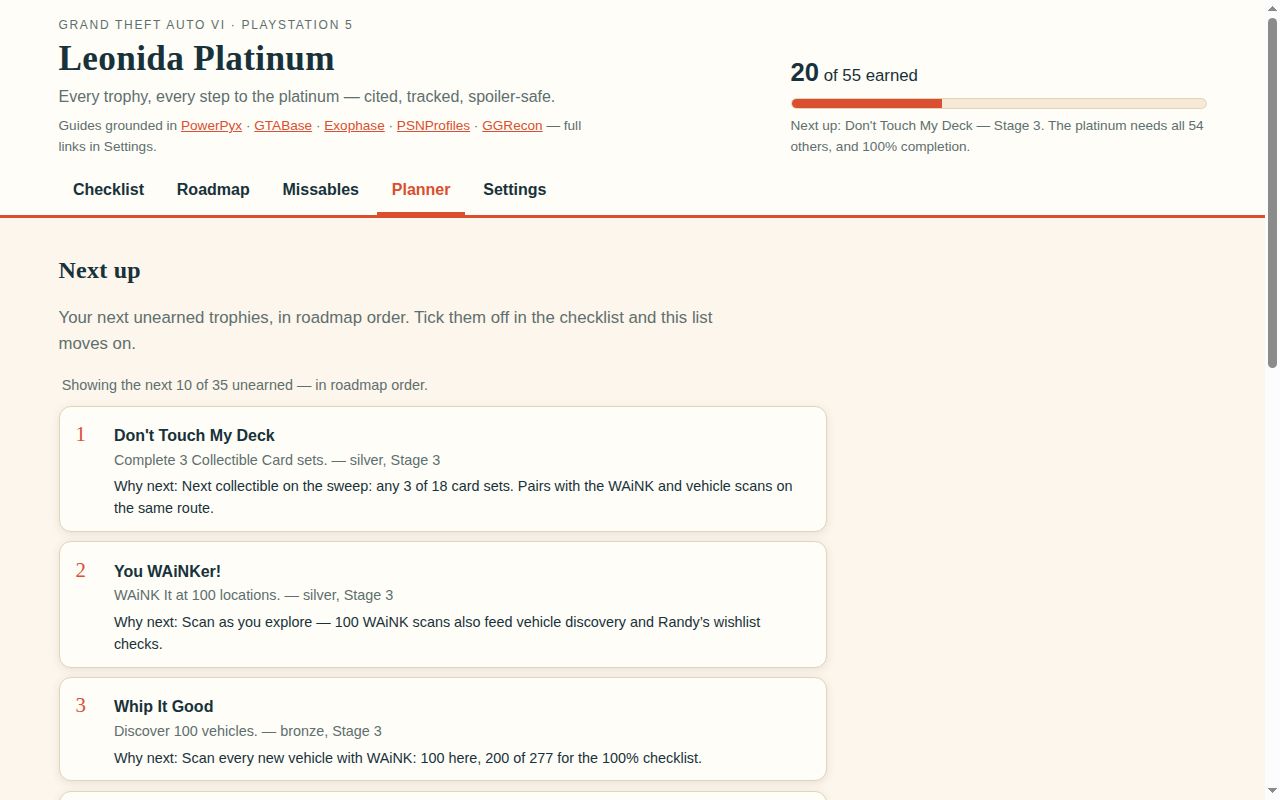 GRAND THEFT AUTO VI · PLAYSTATION 5
Leonida Platinum
Every trophy, every step to the platinum — cited, tracked, spoiler-safe.
Guides grounded in PowerPyx · GTABase · Exophase · PSNProfiles · GGRecon — full
links in Settings.
20 of 55 earned
Next up: Don't Touch My Deck — Stage 3. The platinum needs all 54
others, and 100% completion.
Checklist Roadmap Missables Planner Settings
Next up
Your next unearned trophies, in roadmap order. Tick them off in the checklist and this list
moves on.
Showing the next 10 of 35 unearned — in roadmap order.
1 Don't Touch My Deck
Complete 3 Collectible Card sets. — silver, Stage 3
Why next: Next collectible on the sweep: any 3 of 18 card sets. Pairs with the WAiNK and vehicle scans on
the same route.
2 You WAiNKer!
WAiNK It at 100 locations. — silver, Stage 3
Why next: Scan as you explore — 100 WAiNK scans also feed vehicle discovery and Randy’s wishlist
checks.
3 Whip It Good
Discover 100 vehicles. — bronze, Stage 3
Why next: Scan every new vehicle with WAiNK: 100 here, 200 of 277 for the 100% checklist.